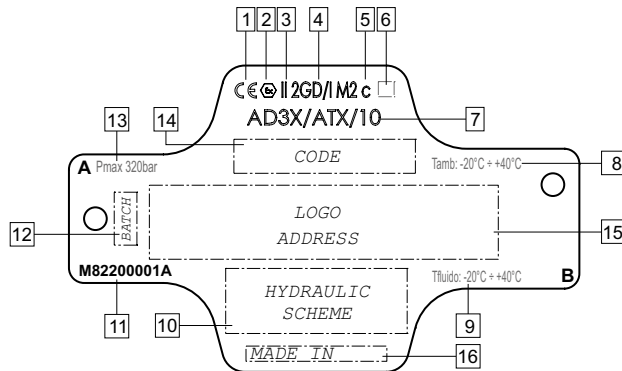 1 2 3 4 5 6
CE Ex II 2GD/I M2 c
AD3X/ATX/10
7
14
CODE
13
A Pmax 320bar
Tamb: -20°C ÷ +40°C
8
12
BATCH
LOGO
ADDRESS
15
M82200001A
11
Tfluido: -20°C ÷ +40°C
B
9
HYDRAULIC
SCHEME
10
MADE IN
16